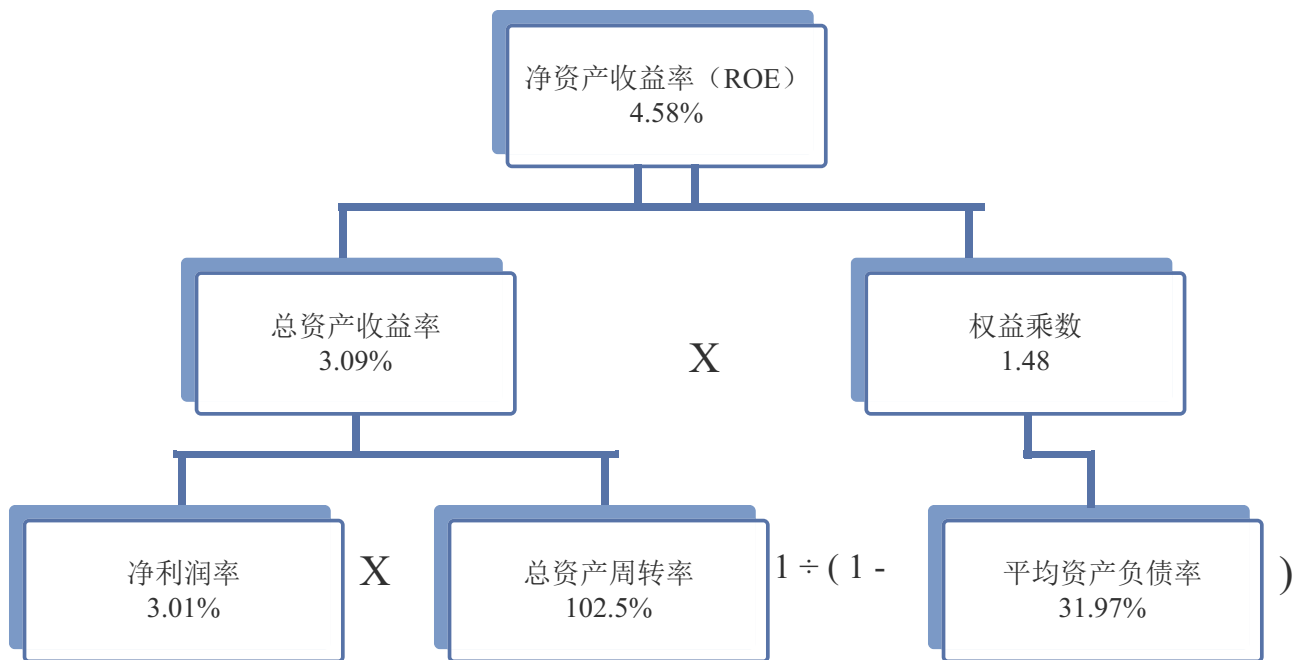 净资产收益率（ROE）
4.58%
总资产收益率
3.09%
X
权益乘数
1.48
净利润率
3.01%
X
总资产周转率
102.5%
1 ÷ ( 1 -
平均资产负债率
31.97%
)